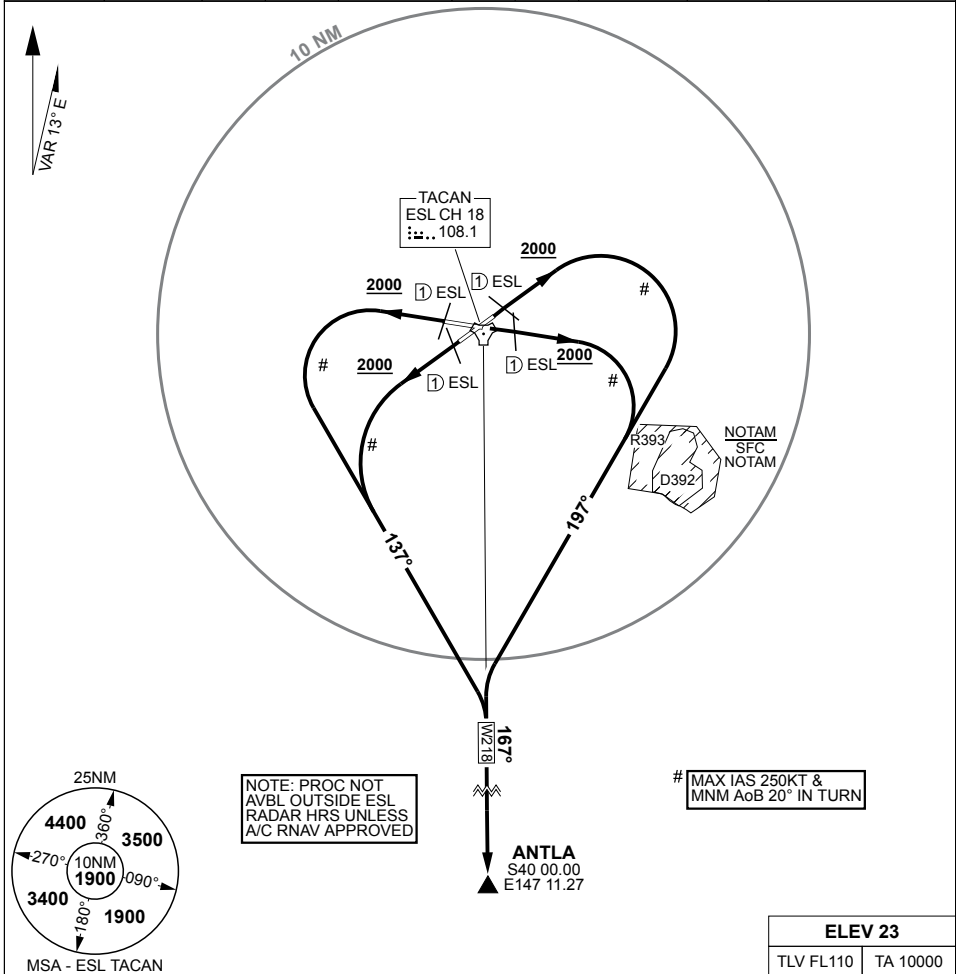 10 NM
VAR 13° E
TACAN
ESL CH 18
108.1
2000
2000
1 ESL
1 ESL
#
#
2000
1 ESL
1 ESL
2000
#
#
R393
D392
NOTAM
SFC
NOTAM
137°
197°
167°
W218
NOTE: PROC NOT
AVBL OUTSIDE ESL
RADAR HRS UNLESS
A/C RNAV APPROVED
# MAX IAS 250KT &
MNM AoB 20° IN TURN
ANTLA
S40 00.00
E147 11.27
25NM
4400
360°
3500
270°
10NM
1900
090°
3400
180°
1900
MSA - ESL TACAN
ELEV 23
TLV FL110 TA 10000